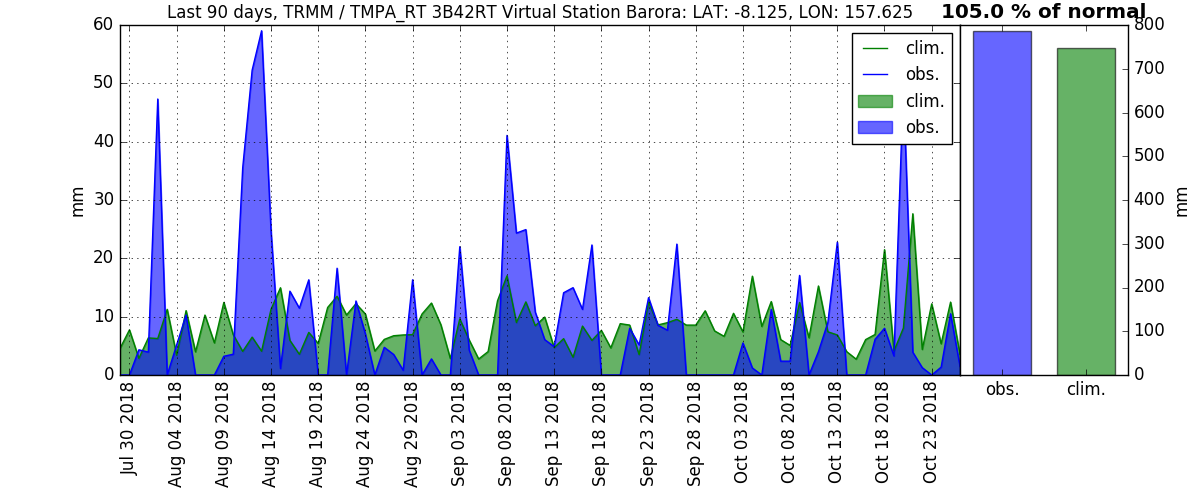 Last 90 days, TRMM / TMPA_RT 3B42RT Virtual Station Barora: LAT: -8.125, LON: 157.625
105.0 % of normal
60
50
40
30
20
10
0
mm
clim.
obs.
clim.
obs.
800
700
600
500
400
300
200
100
0
mm
obs.
clim.
Jul 30 2018
Aug 04 2018
Aug 09 2018
Aug 14 2018
Aug 19 2018
Aug 24 2018
Aug 29 2018
Sep 03 2018
Sep 08 2018
Sep 13 2018
Sep 18 2018
Sep 23 2018
Sep 28 2018
Oct 03 2018
Oct 08 2018
Oct 13 2018
Oct 18 2018
Oct 23 2018